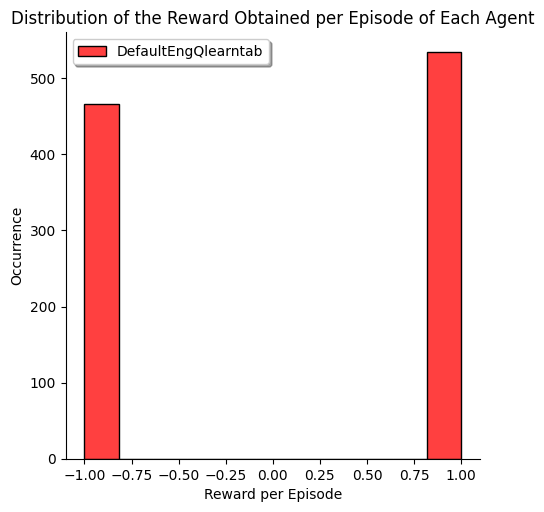 Distribution of the Reward Obtained per Episode of Each Agent
DefaultEngQlearntab
500
400
300
200
100
0
Occurrence
−1.00 −0.75 −0.50 −0.25 0.00 0.25 0.50 0.75 1.00
Reward per Episode